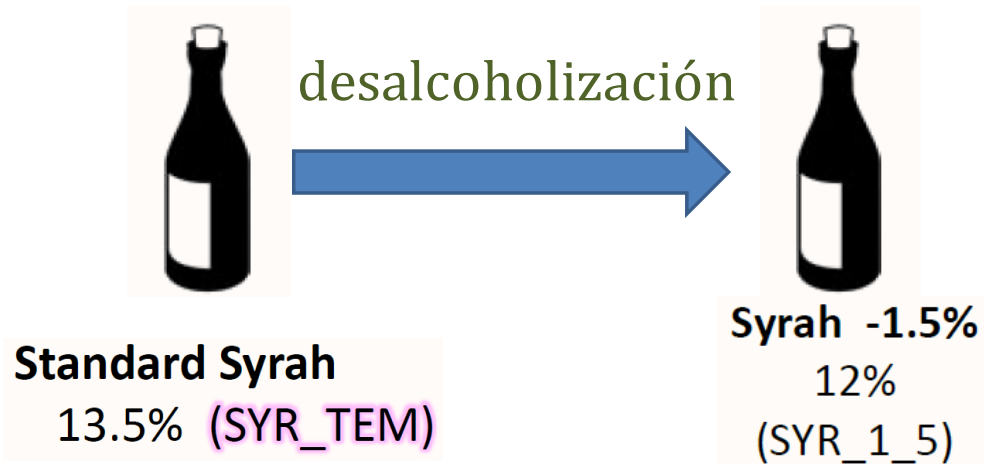 desalcoholización
Standard Syrah
13.5% (SYR_TEM)
Syrah -1.5%
12%
(SYR_1_5)